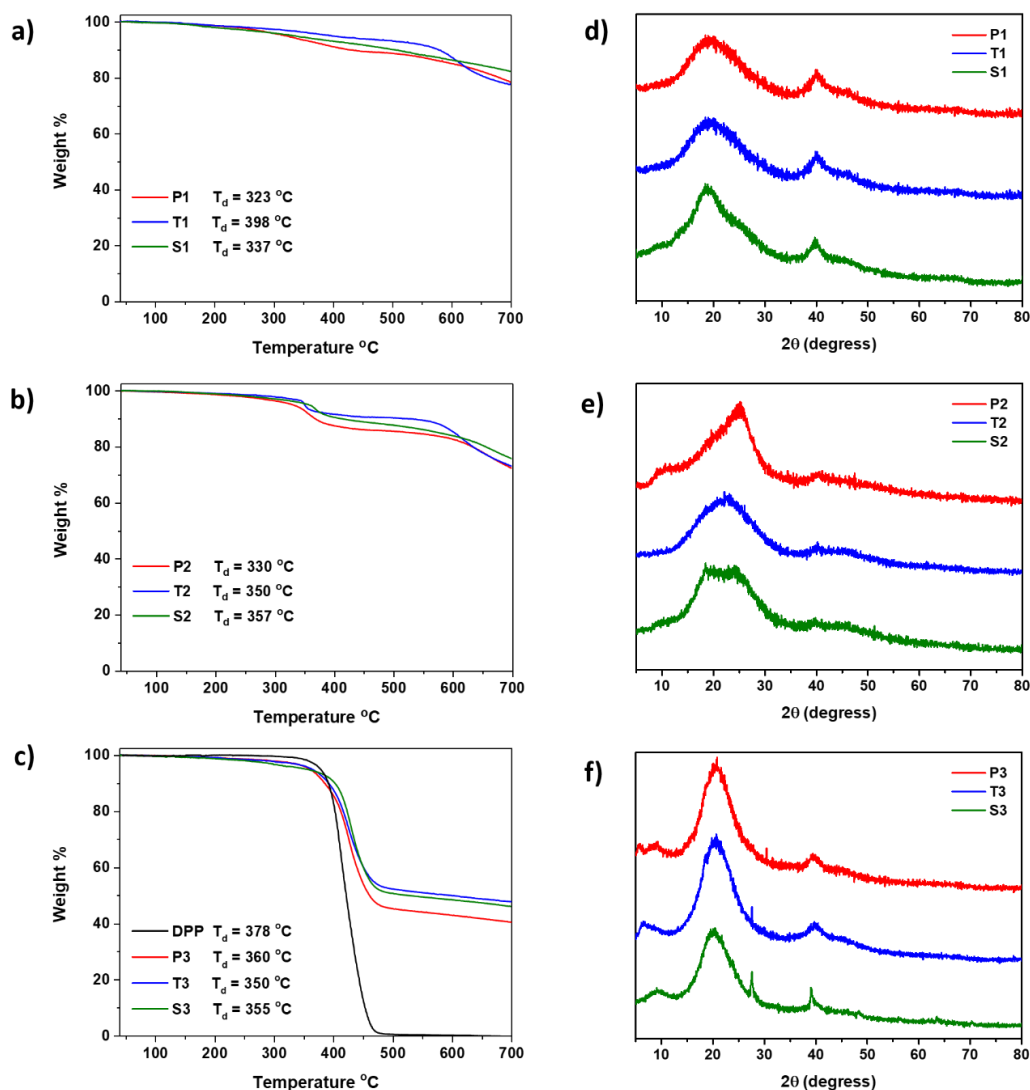 a)
Weight %
100
80
60
40
20
0
P1 T_d = 323 °C
T1 T_d = 398 °C
S1 T_d = 337 °C
100 200 300 400 500 600 700
Temperature °C
d)
P1
T1
S1
10 20 30 40 50 60 70 80
2θ (degress)
b)
Weight %
100
80
60
40
20
0
P2 T_d = 330 °C
T2 T_d = 350 °C
S2 T_d = 357 °C
100 200 300 400 500 600 700
Temperature °C
e)
P2
T2
S2
10 20 30 40 50 60 70 80
2θ (degress)
c)
Weight %
100
80
60
40
20
0
DPP T_d = 378 °C
P3 T_d = 360 °C
T3 T_d = 350 °C
S3 T_d = 355 °C
100 200 300 400 500 600 700
Temperature °C
f)
P3
T3
S3
10 20 30 40 50 60 70 80
2θ (degress)